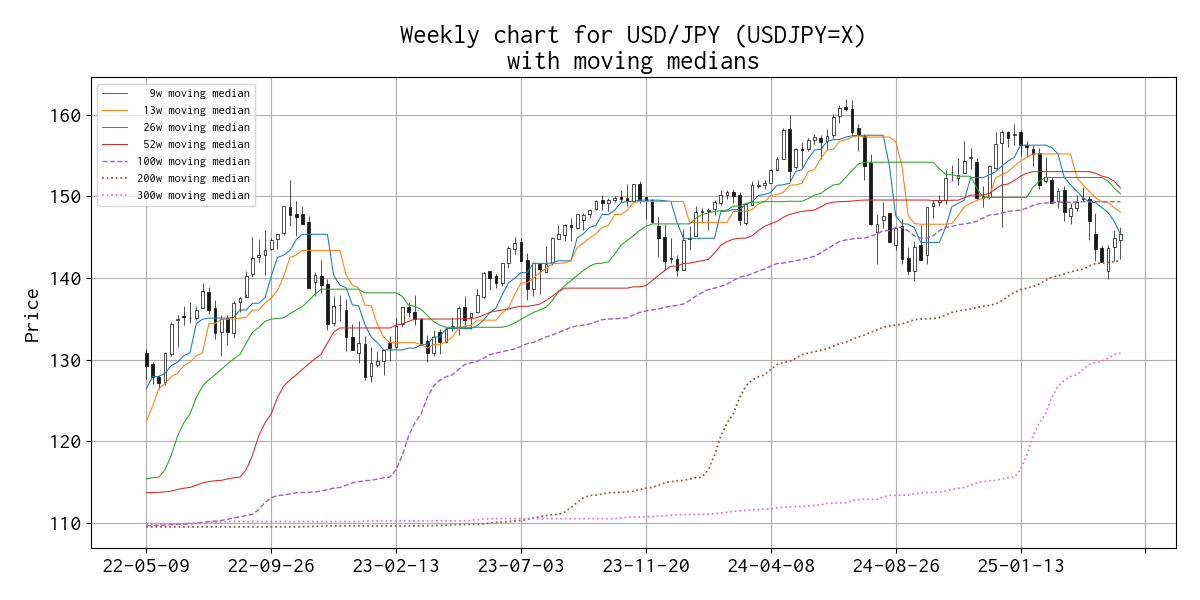 Weekly chart for USD/JPY (USDJPY=X)
with moving medians
9w moving median
13w moving median
26w moving median
52w moving median
100w moving median
200w moving median
300w moving median
Price
160
150
140
130
120
110
22-05-09 22-09-26 23-02-13 23-07-03 23-11-20 24-04-08 24-08-26 25-01-13